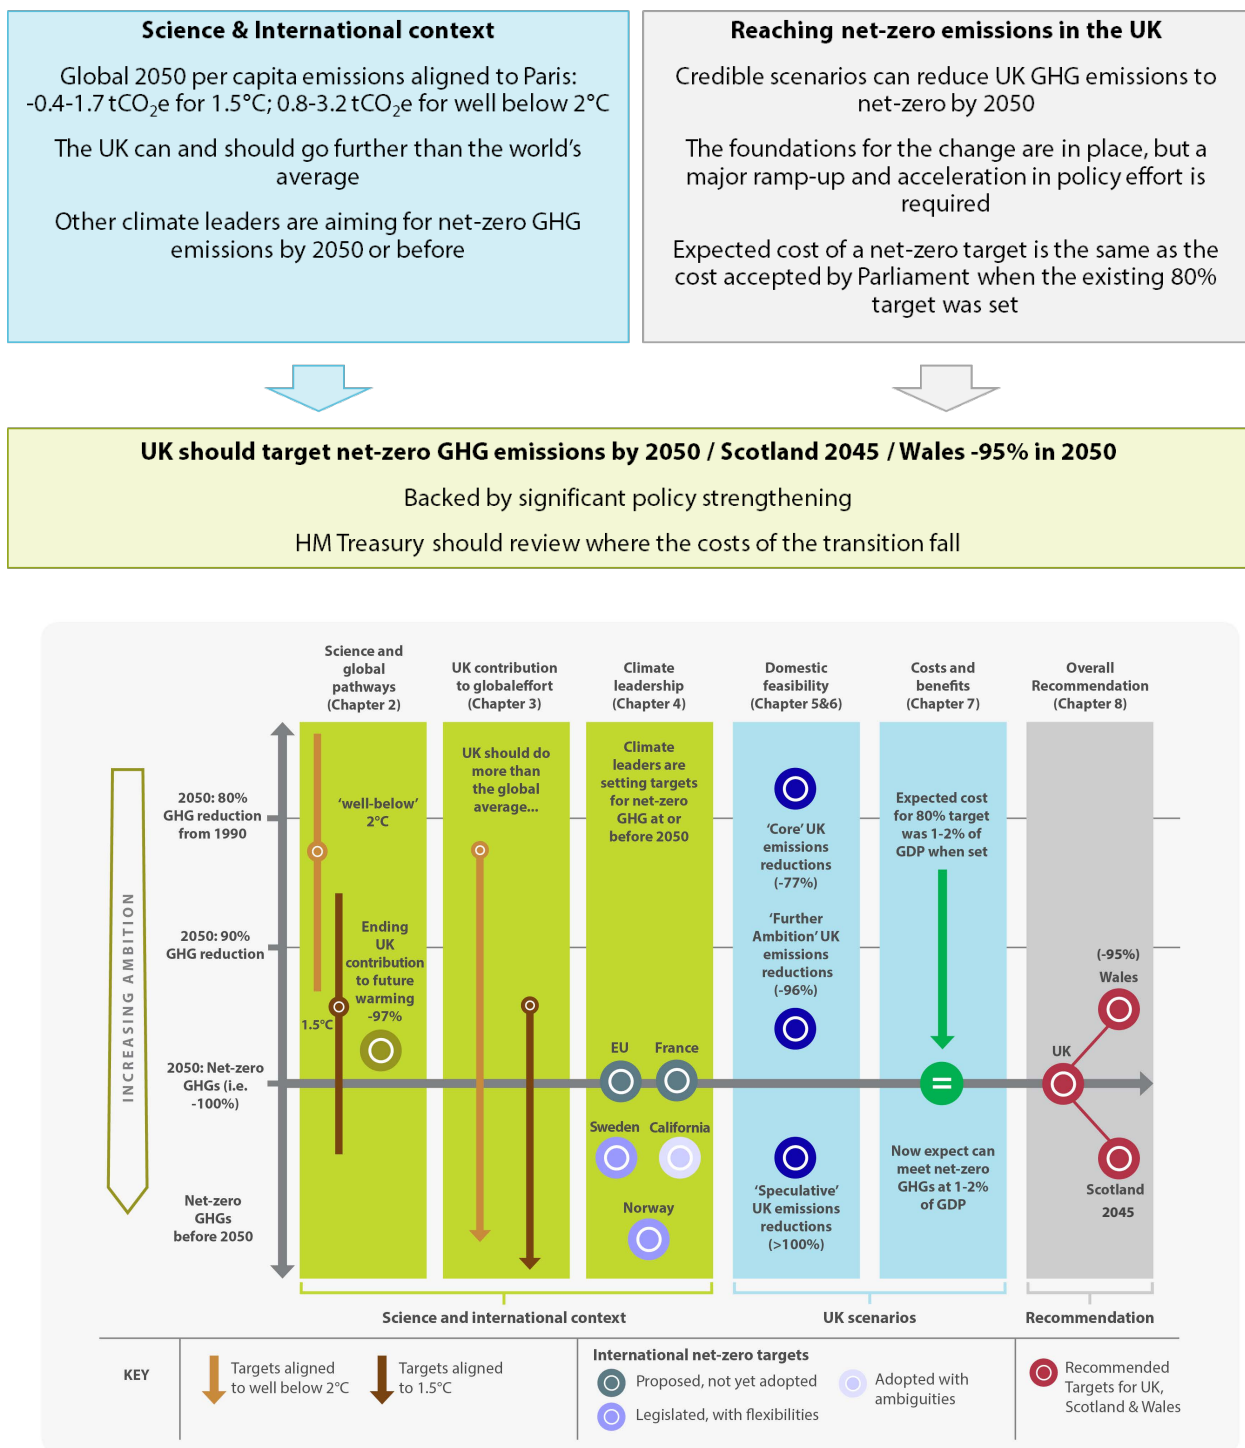 Science & International context
Global 2050 per capita emissions aligned to Paris:
-0.4-1.7 tCO₂e for 1.5°C; 0.8-3.2 tCO₂e for well below 2°C
The UK can and should go further than the world's
average
Other climate leaders are aiming for net-zero GHG
emissions by 2050 or before
Reaching net-zero emissions in the UK
Credible scenarios can reduce UK GHG emissions to
net-zero by 2050
The foundations for the change are in place, but a
major ramp-up and acceleration in policy effort is
required
Expected cost of a net-zero target is the same as the
cost accepted by Parliament when the existing 80%
target was set
UK should target net-zero GHG emissions by 2050 / Scotland 2045 / Wales -95% in 2050
Backed by significant policy strengthening
HM Treasury should review where the costs of the transition fall
Science and
global
pathways
(Chapter 2)
UK contribution
to globaleffort
(Chapter 3)
Climate
leadership
(Chapter 4)
Domestic
feasibility
(Chapter 5&6)
Costs and
benefits
(Chapter 7)
Overall
Recommendation
(Chapter 8)
INCREASING AMBITION
2050: 80%
GHG reduction
from 1990
2050: 90%
GHG reduction
2050: Net-zero
GHGs (i.e.
-100%)
Net-zero
GHGs
before 2050
'well-below'
2°C
Ending
UK
contribution
to future
warming
-97%
1.5°C
UK should do
more than
the global
average...
Climate
leaders are
setting targets
for net-zero
GHG at or
before 2050
EU
France
Sweden
California
Norway
'Core' UK
emissions
reductions
(-77%)
'Further
Ambition' UK
emissions
reductions
(-96%)
'Speculative'
UK emissions
reductions
(>100%)
Expected cost
for 80% target
was 1-2% of
GDP when set
=
Now expect can
meet net-zero
GHGs at 1-2%
of GDP
(-95%)
Wales
UK
Scotland
2045
Science and international context
UK scenarios
Recommendation
KEY
Targets aligned
to well below 2°C
Targets aligned
to 1.5°C
International net-zero targets
Proposed, not yet adopted
Legislated, with flexibilities
Adopted with
ambiguities
Recommended
Targets for UK,
Scotland & Wales